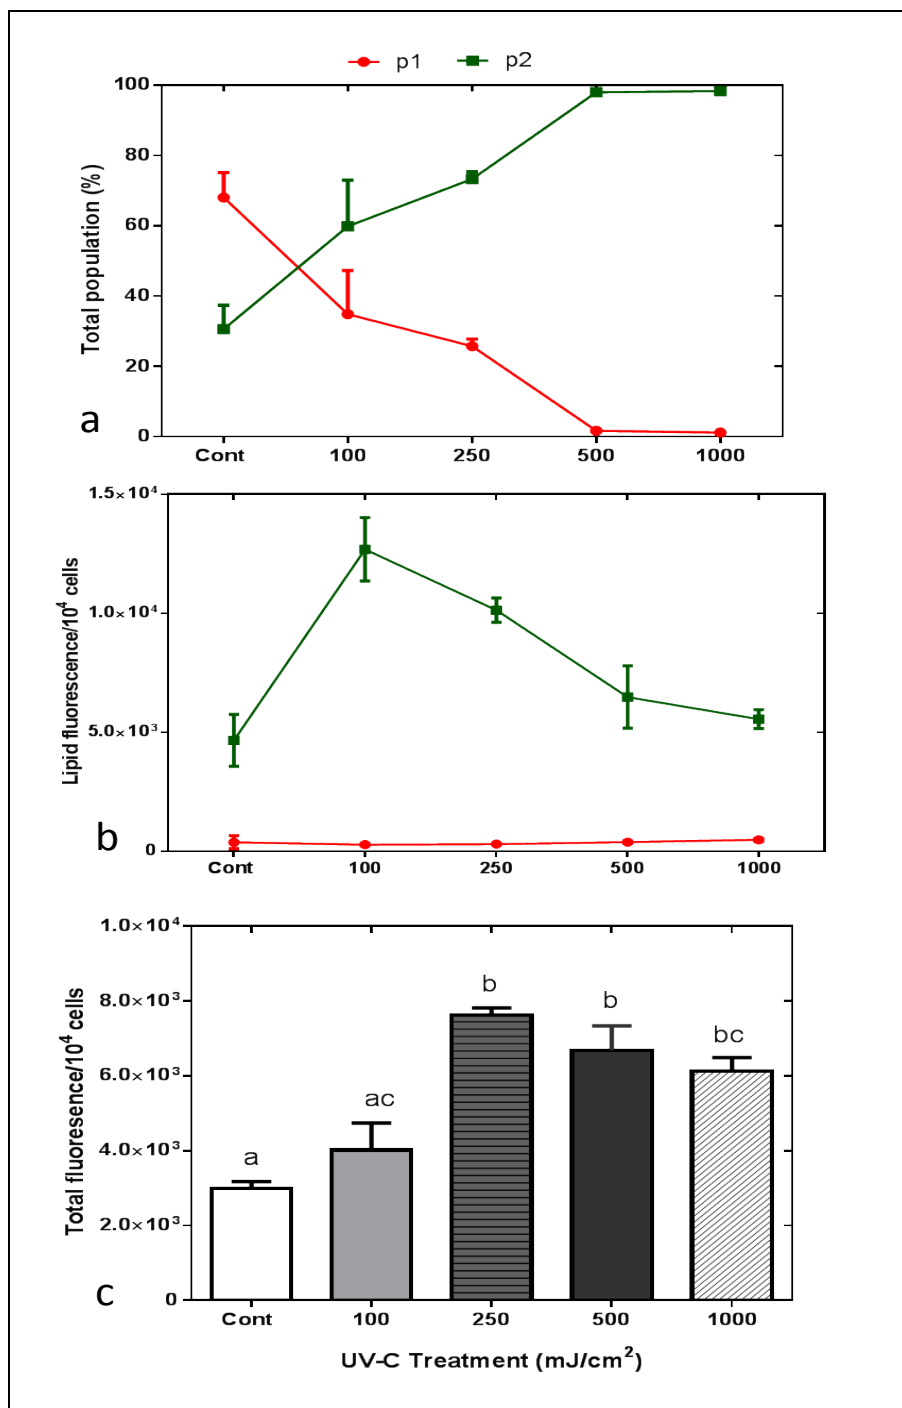 p1 p2
Total population (%)
100
80
60
40
20
0
a
Cont 100 250 500 1000
Lipid fluorescence/10⁴ cells
1.5×10⁴
1.0×10⁴
5.0×10³
0
b
Cont 100 250 500 1000
Total fluoresence/10⁴ cells
1.0×10⁴
8.0×10³
6.0×10³
4.0×10³
2.0×10³
0
a ac b b bc
c
Cont 100 250 500 1000
UV-C Treatment (mJ/cm²)